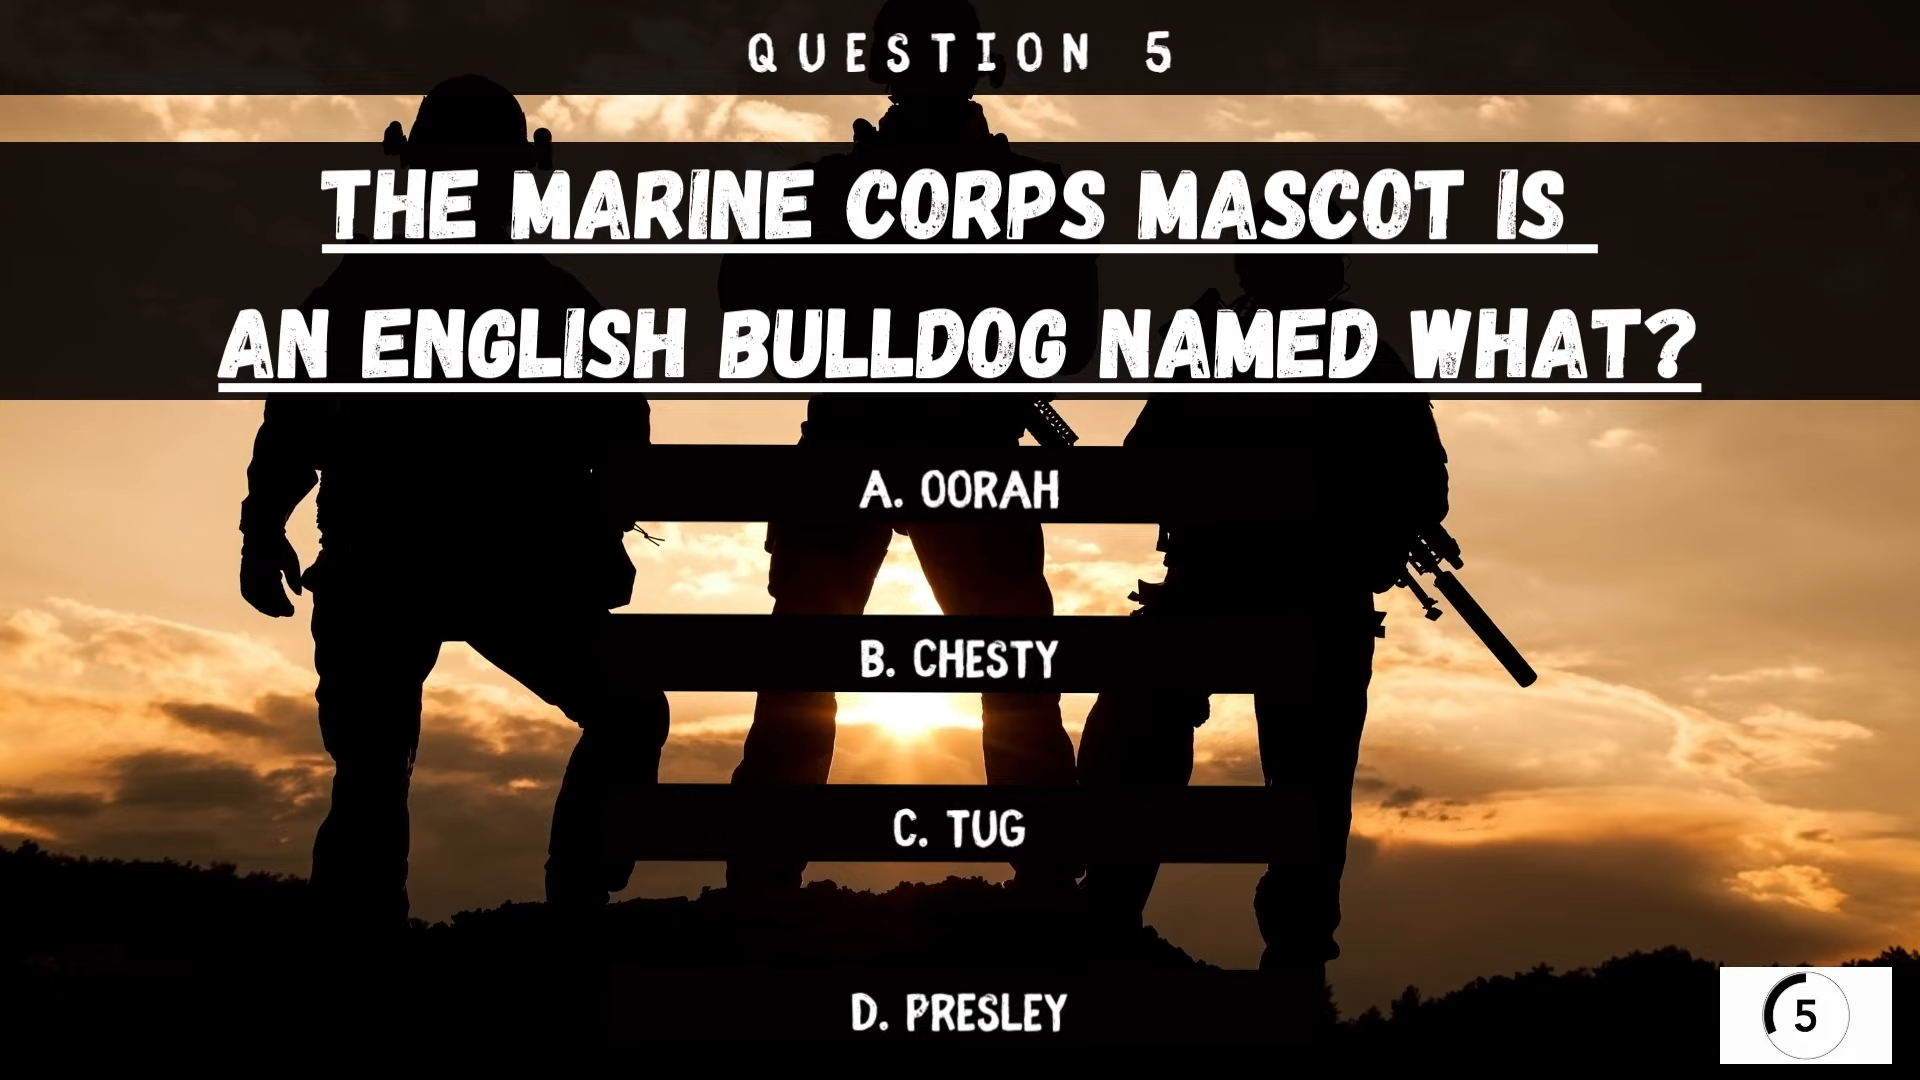 QUESTION 5
THE MARINE CORPS MASCOT IS
AN ENGLISH BULLDOG NAMED WHAT?
A. OORAH
B. CHESTY
C. TUG
D. PRESLEY
5